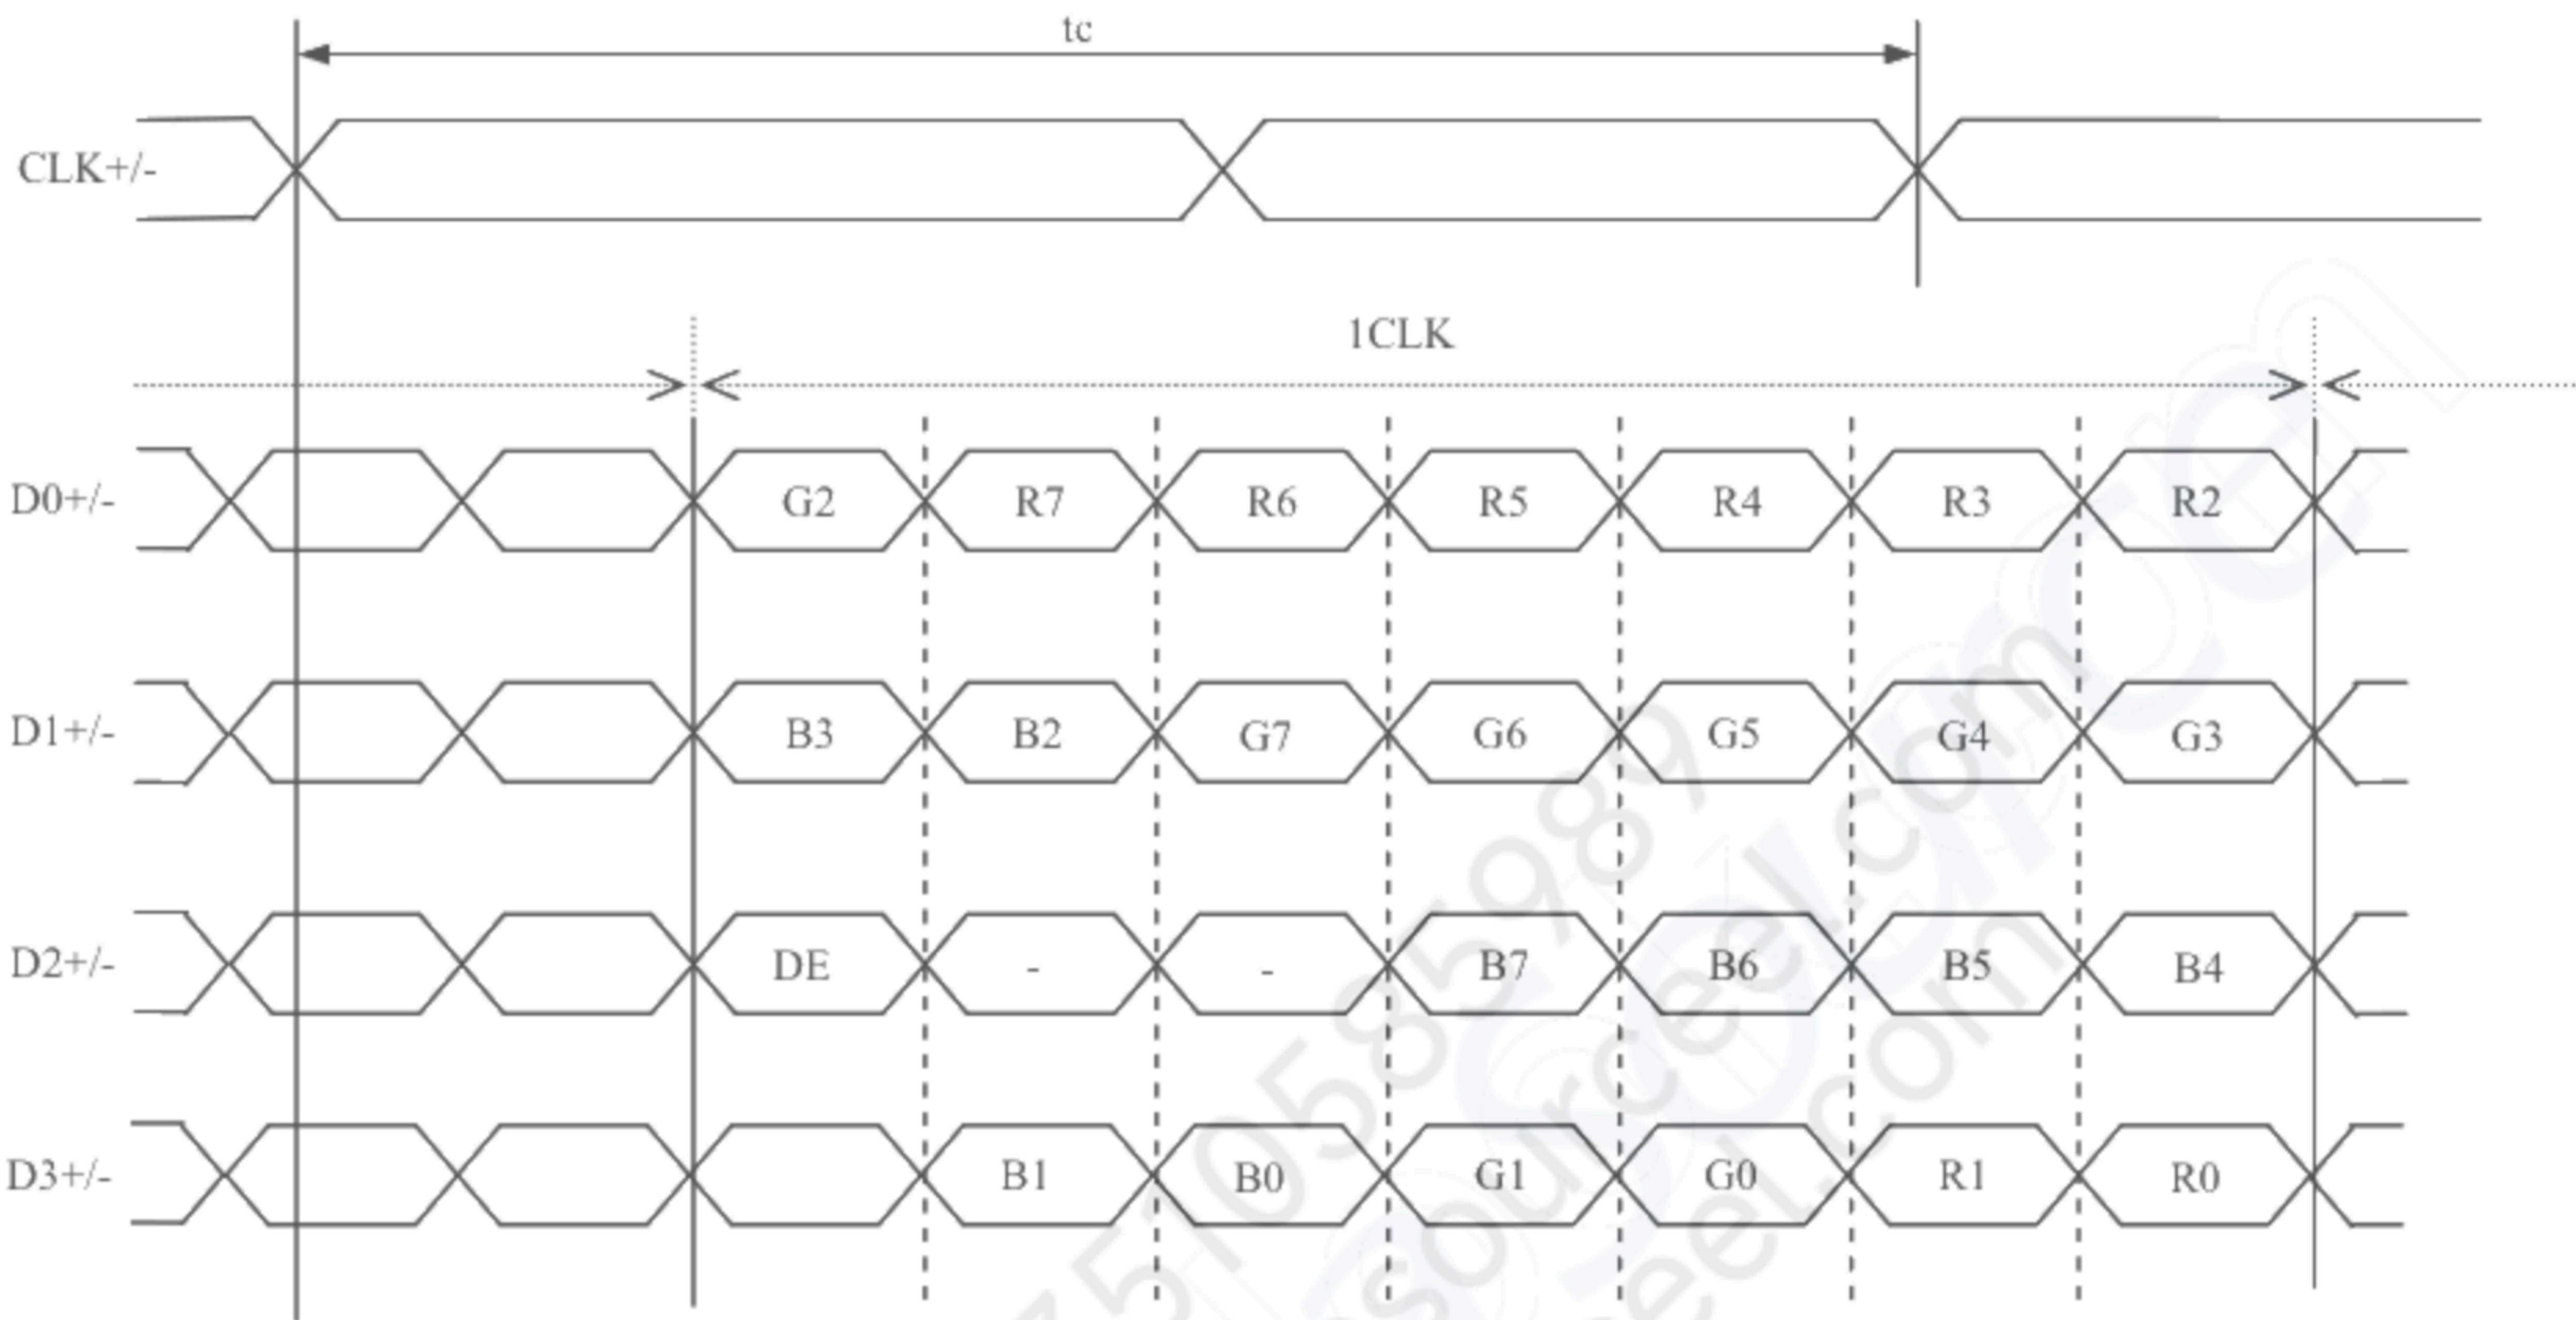 tc
CLK+/-
1CLK
D0+/- G2 R7 R6 R5 R4 R3 R2
D1+/- B3 B2 G7 G6 G5 G4 G3
D2+/- DE - - B7 B6 B5 B4
D3+/- B1 B0 G1 G0 R1 R0